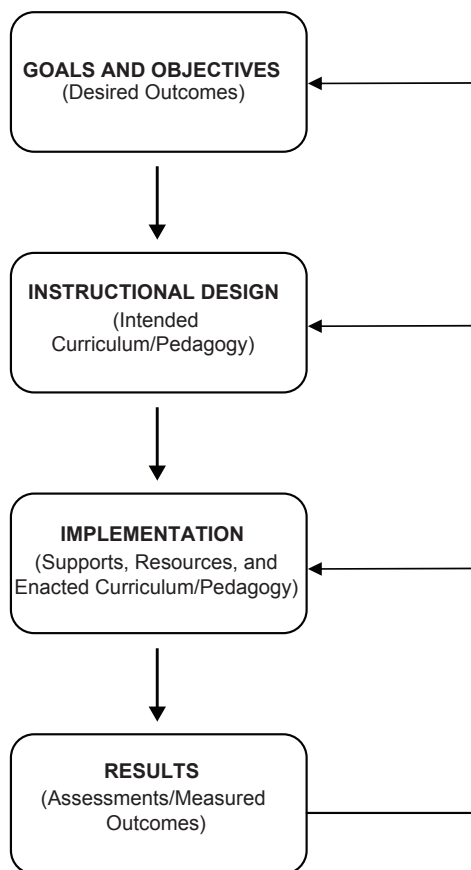 GOALS AND OBJECTIVES
(Desired Outcomes)
INSTRUCTIONAL DESIGN
(Intended
Curriculum/Pedagogy)
IMPLEMENTATION
(Supports, Resources, and
Enacted Curriculum/Pedagogy)
RESULTS
(Assessments/Measured
Outcomes)